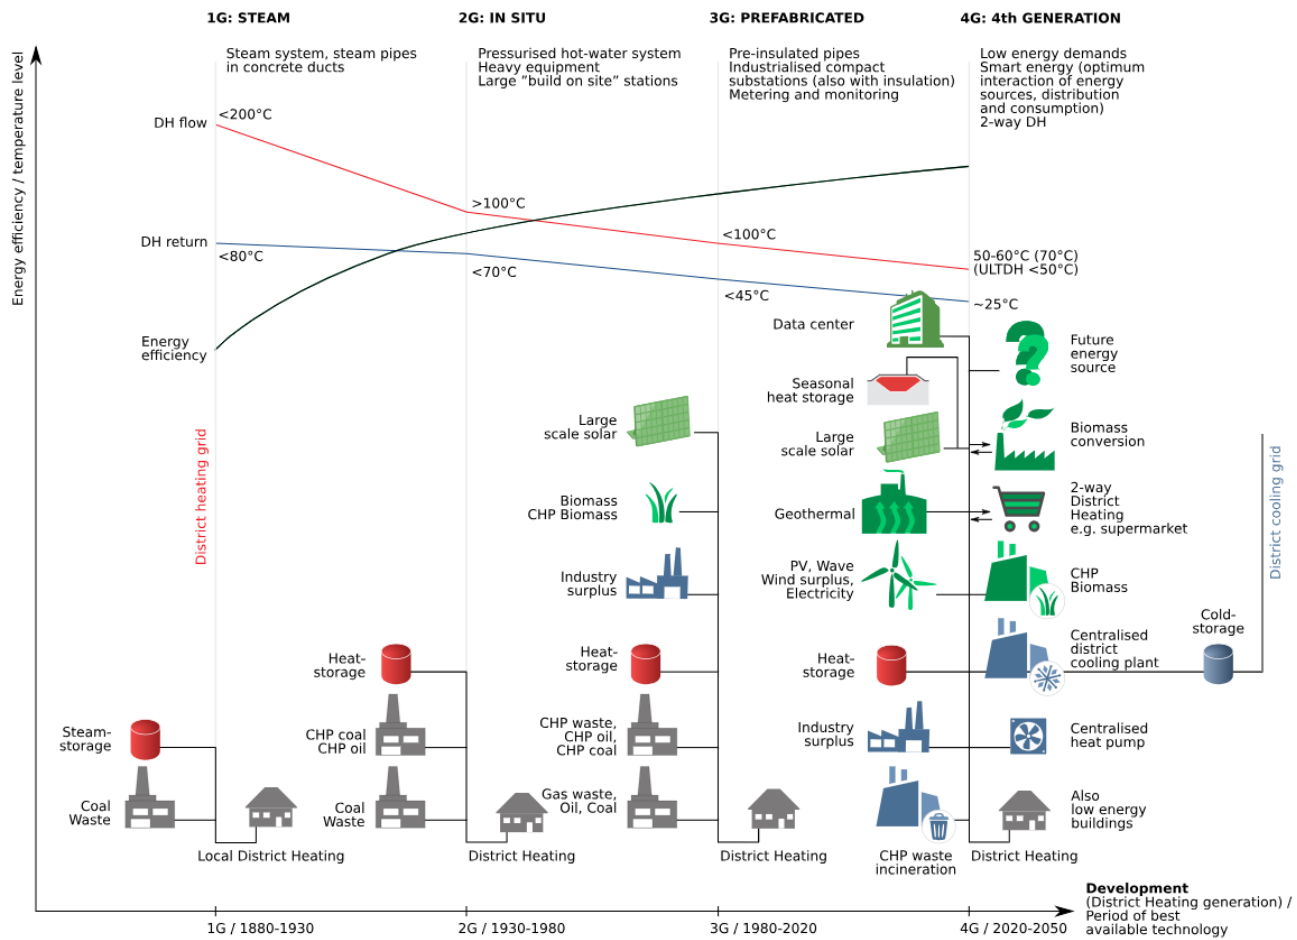 1G: STEAM
2G: IN SITU
3G: PREFABRICATED
4G: 4th GENERATION
Steam system, steam pipes
in concrete ducts
Pressurised hot-water system
Heavy equipment
Large ”build on site” stations
Pre-insulated pipes
Industrialised compact
substations (also with insulation)
Metering and monitoring
Low energy demands
Smart energy (optimum
interaction of energy
sources, distribution
and consumption)
2-way DH
Energy efficiency / temperature level
DH flow
<200°C
>100°C
<100°C
50-60°C (70°C)
(ULTDH <50°C)
DH return
<80°C
<70°C
<45°C
~25°C
Energy
efficiency
District heating grid
Steam-
storage
Coal
Waste
Local District Heating
Heat-
storage
CHP coal
CHP oil
Coal
Waste
District Heating
Large
scale solar
Biomass
CHP Biomass
Industry
surplus
Heat-
storage
CHP waste,
CHP oil,
CHP coal
Gas waste,
Oil, Coal
District Heating
Data center
Seasonal
heat storage
Large
scale solar
Geothermal
PV, Wave
Wind surplus,
Electricity
Heat-
storage
Industry
surplus
CHP waste
incineration
Future
energy
source
Biomass
conversion
2-way
District
Heating
e.g. supermarket
CHP
Biomass
Centralised
district
cooling plant
Centralised
heat pump
Also
low energy
buildings
District Heating
Cold-
storage
District cooling grid
Development
(District Heating generation) /
Period of best
available technology
1G / 1880-1930
2G / 1930-1980
3G / 1980-2020
4G / 2020-2050